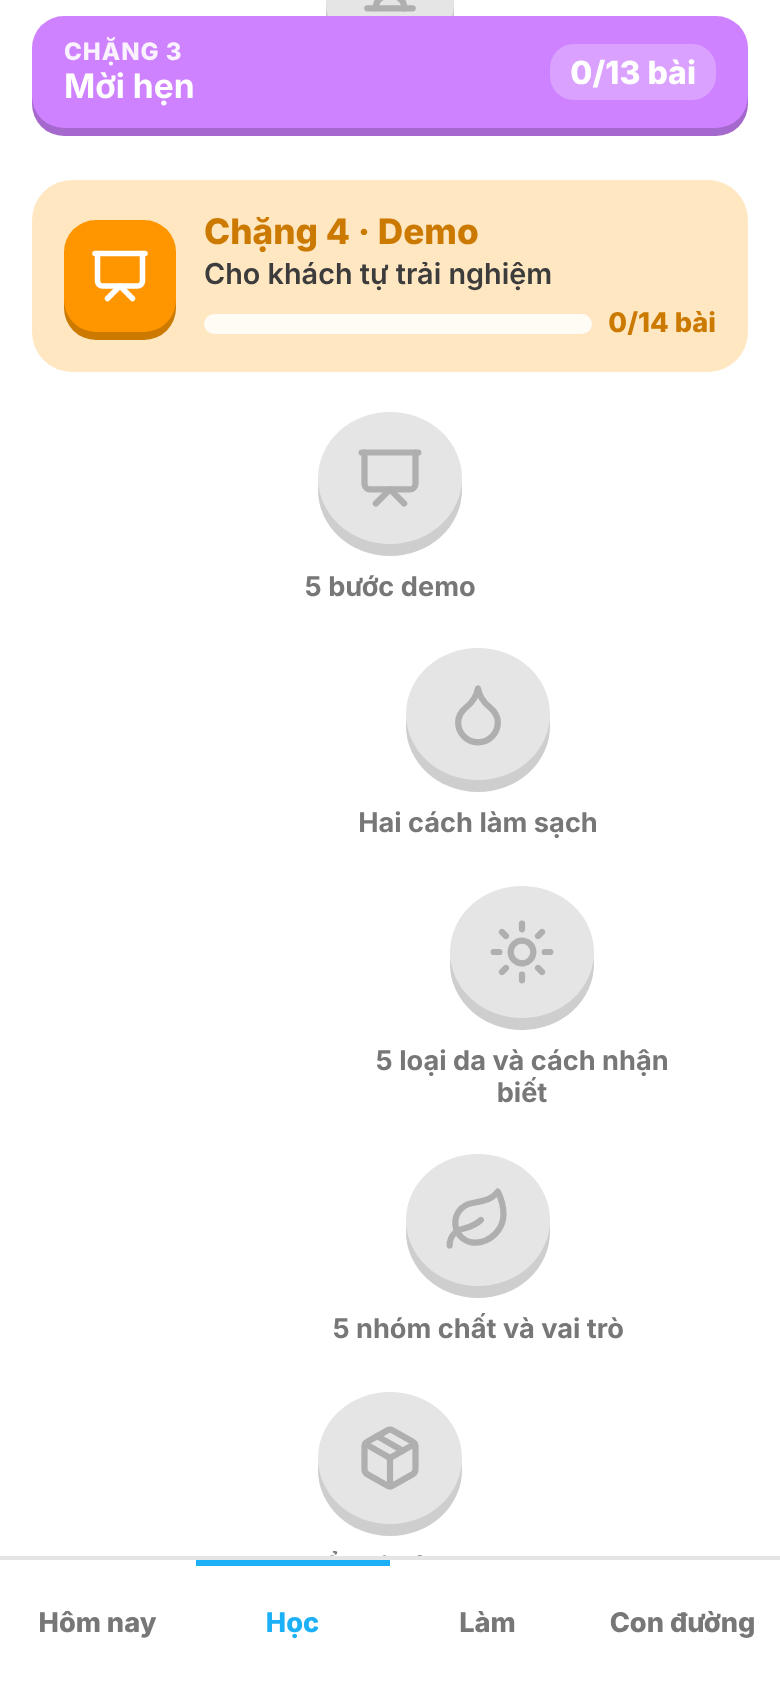 CHẶNG 3
Mời hẹn
0/13 bài
Chặng 4 · Demo
Cho khách tự trải nghiệm
0/14 bài
5 bước demo
Hai cách làm sạch
5 loại da và cách nhận
biết
5 nhóm chất và vai trò
Hôm nay
Học
Làm
Con đường